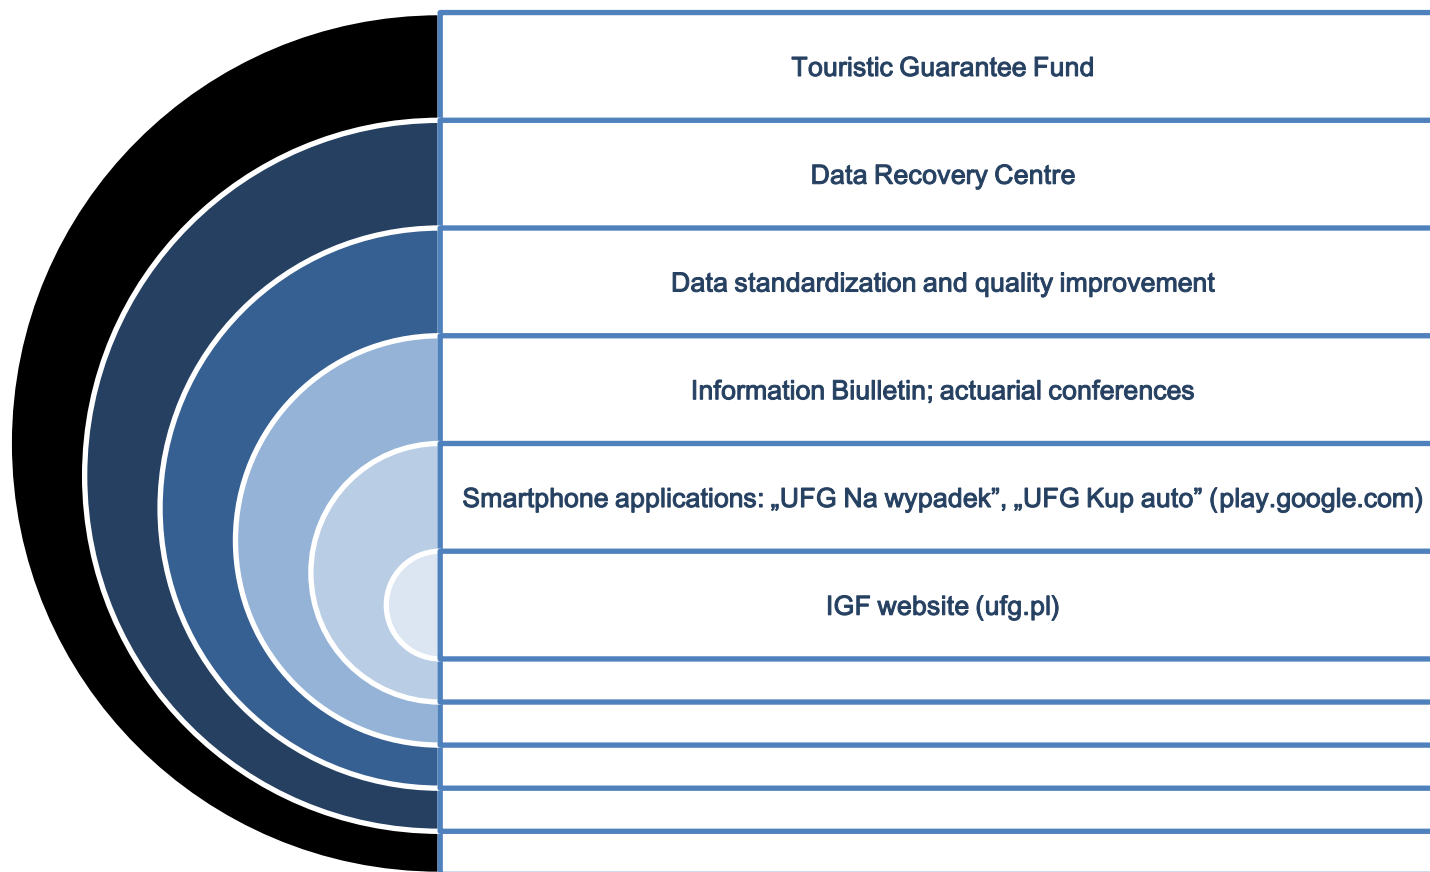 Touristic Guarantee Fund
Data Recovery Centre
Data standardization and quality improvement
Information Biulletin; actuarial conferences
Smartphone applications: „UFG Na wypadek”, „UFG Kup auto” (play.google.com)
IGF website (ufg.pl)